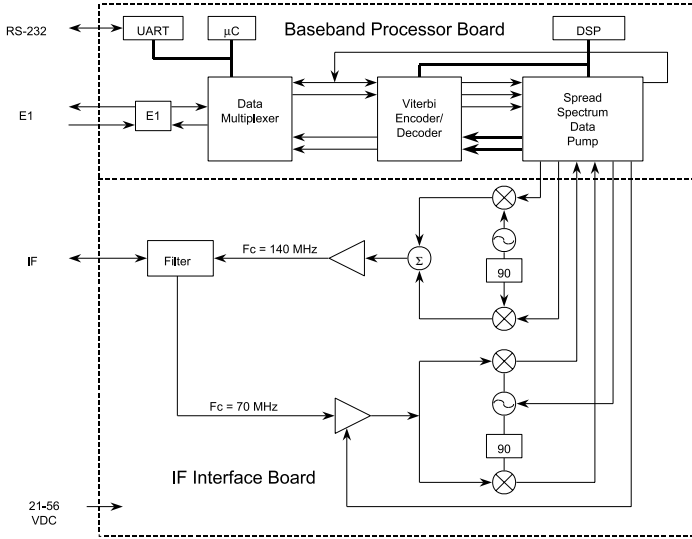 Baseband Processor Board
RS-232
UART
µC
DSP
E1
E1
Data
Multiplexer
Viterbi
Encoder/
Decoder
Spread
Spectrum
Data
Pump
IF
Filter
Fc = 140 MHz
Σ
90
Fc = 70 MHz
90
IF Interface Board
21-56
VDC